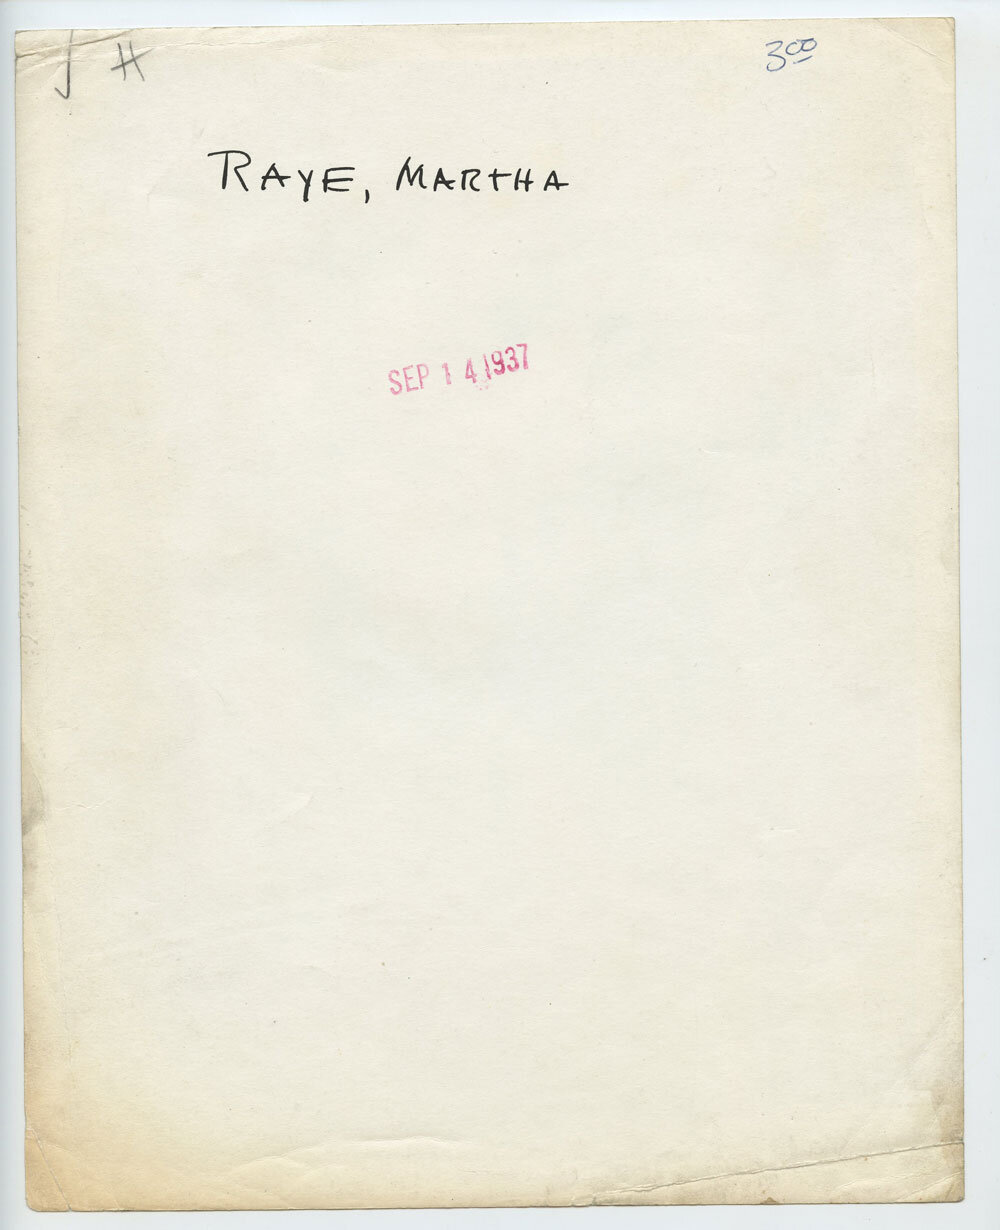 J H
3.00
RAYE, MARTHA
SEP 14 1937